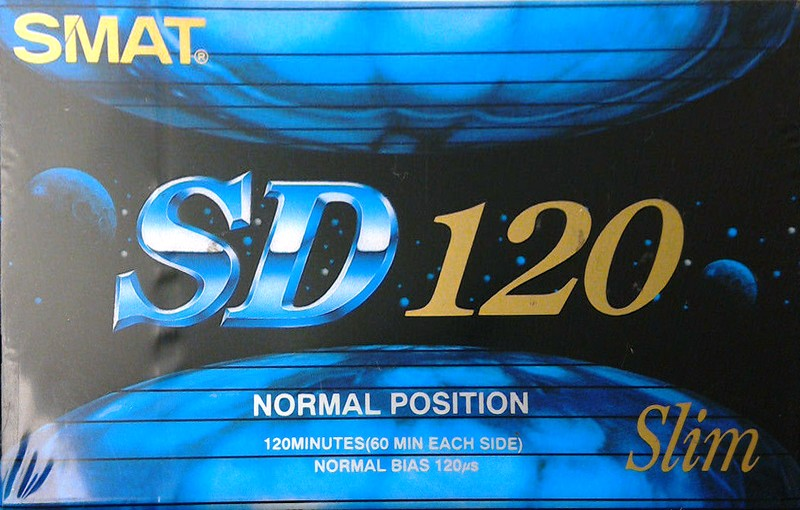 SMAT®
SD 120
NORMAL POSITION
120MINUTES(60 MIN EACH SIDE)
NORMAL BIAS 120µs
Slim